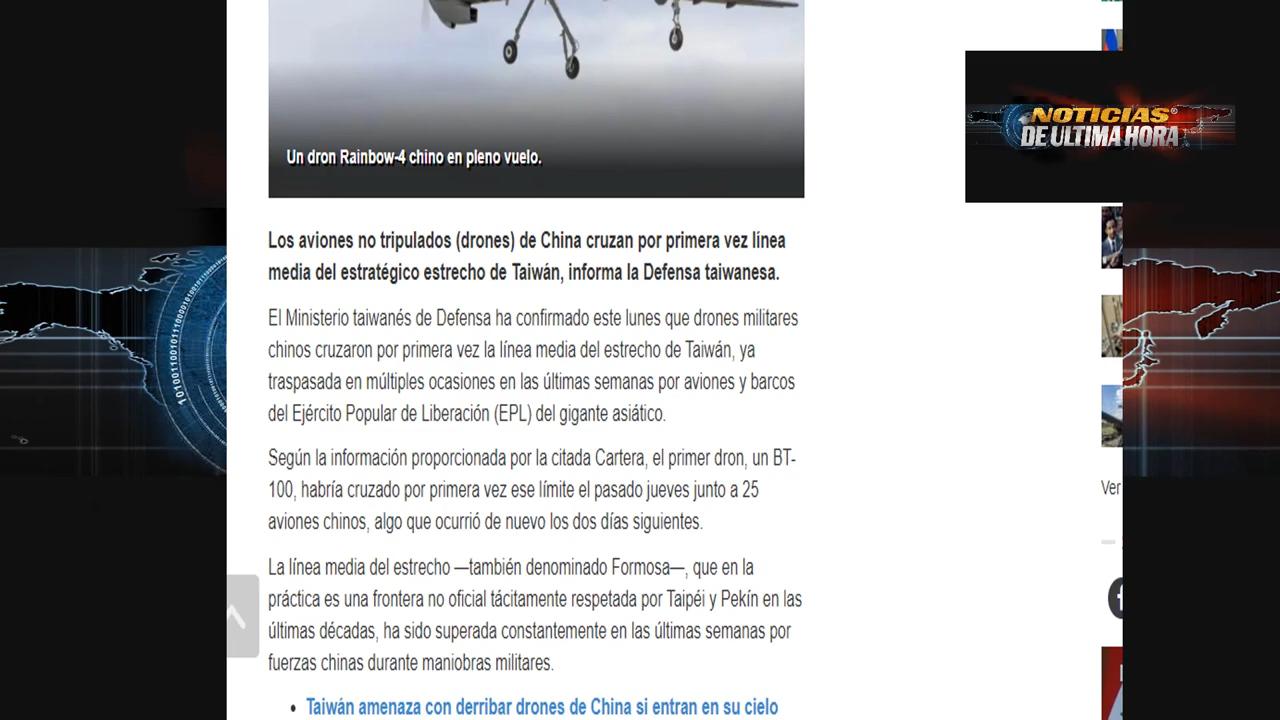 NOTICIAS®
DE ULTIMA HORA
Un dron Rainbow-4 chino en pleno vuelo.
Los aviones no tripulados (drones) de China cruzan por primera vez línea
media del estratégico estrecho de Taiwán, informa la Defensa taiwanesa.
El Ministerio taiwanés de Defensa ha confirmado este lunes que drones militares
chinos cruzaron por primera vez la línea media del estrecho de Taiwán, ya
traspasada en múltiples ocasiones en las últimas semanas por aviones y barcos
del Ejército Popular de Liberación (EPL) del gigante asiático.
Según la información proporcionada por la citada Cartera, el primer dron, un BT-
100, habría cruzado por primera vez ese límite el pasado jueves junto a 25
aviones chinos, algo que ocurrió de nuevo los dos días siguientes.
La línea media del estrecho —también denominado Formosa—, que en la
práctica es una frontera no oficial tácitamente respetada por Taipéi y Pekín en las
últimas décadas, ha sido superada constantemente en las últimas semanas por
fuerzas chinas durante maniobras militares.
• Taiwán amenaza con derribar drones de China si entran en su cielo
Ver